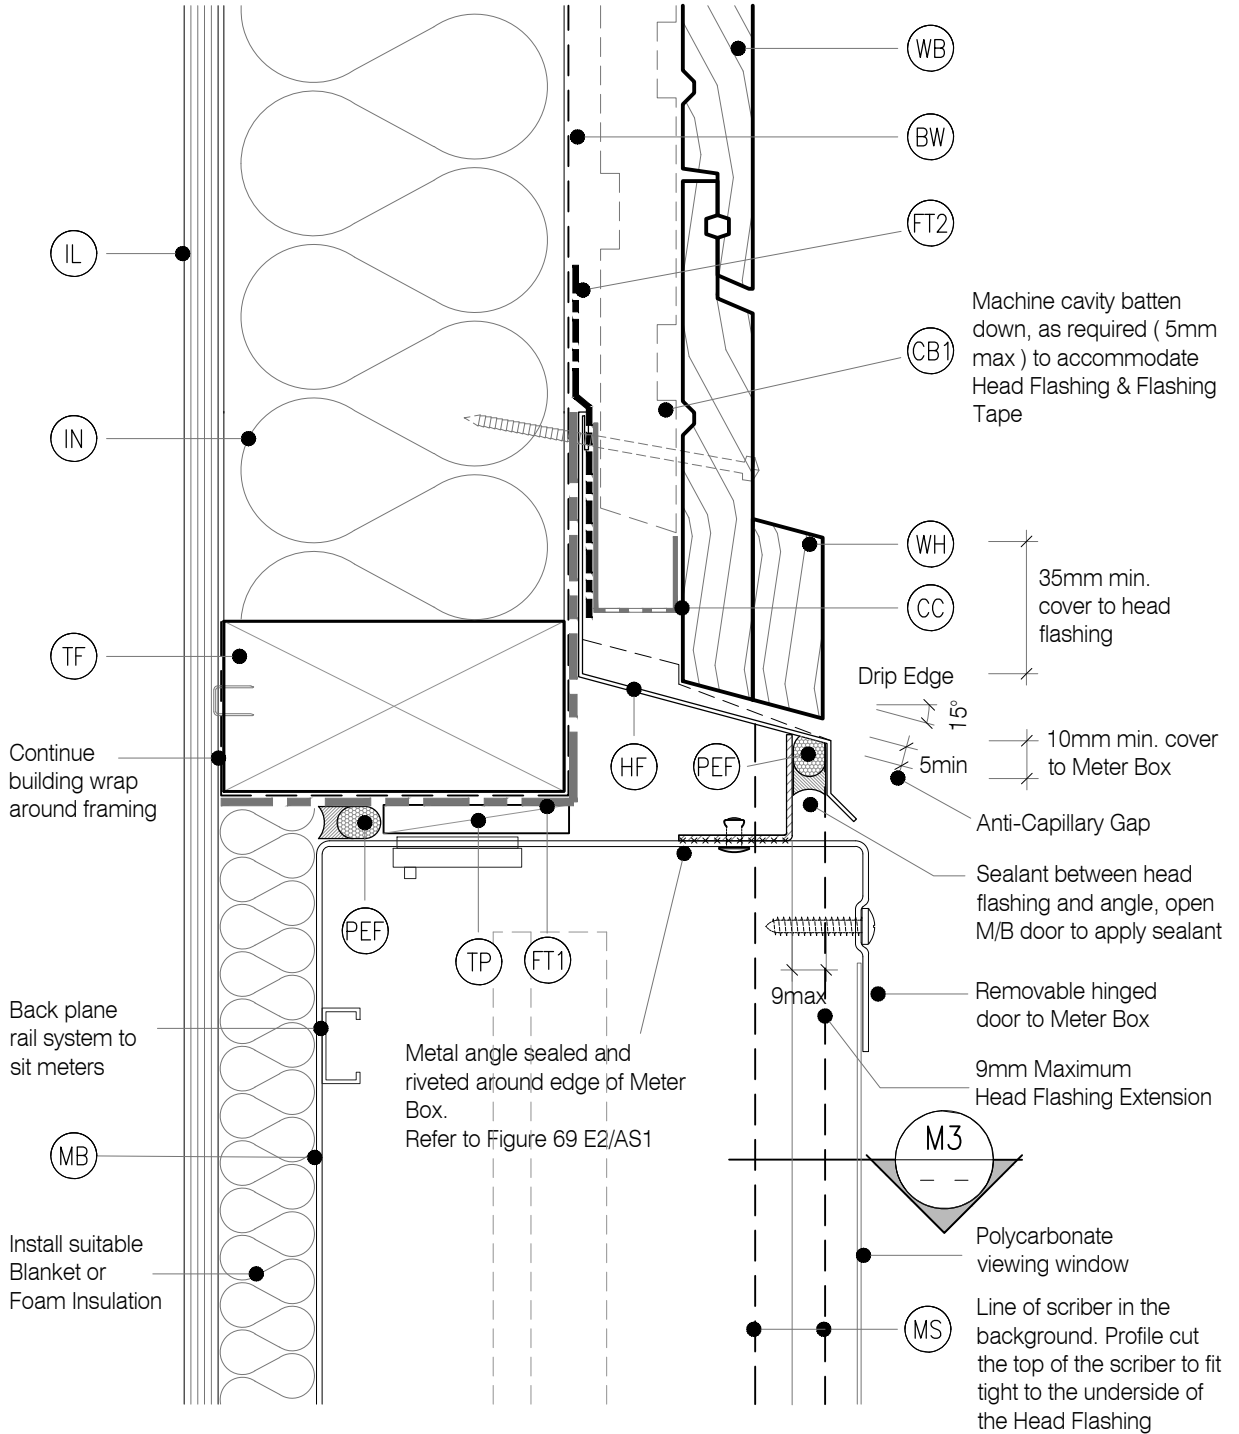 WB
BW
FT2
IL
Machine cavity batten
down, as required ( 5mm
max ) to accommodate
Head Flashing & Flashing
Tape
CB1
IN
WH
35mm min.
cover to head
flashing
CC
TF
Drip Edge
15°
Continue
building wrap
around framing
HF
PEF
5min
10mm min. cover
to Meter Box
Anti-Capillary Gap
Sealant between head
flashing and angle, open
M/B door to apply sealant
PEF
TP
FT1
9max
Removable hinged
door to Meter Box
Back plane
rail system to
sit meters
Metal angle sealed and
riveted around edge of Meter
Box.
Refer to Figure 69 E2/AS1
9mm Maximum
Head Flashing Extension
M3
MB
Polycarbonate
viewing window
Install suitable
Blanket or
Foam Insulation
MS
Line of scriber in the
background. Profile cut
the top of the scriber to fit
tight to the underside of
the Head Flashing